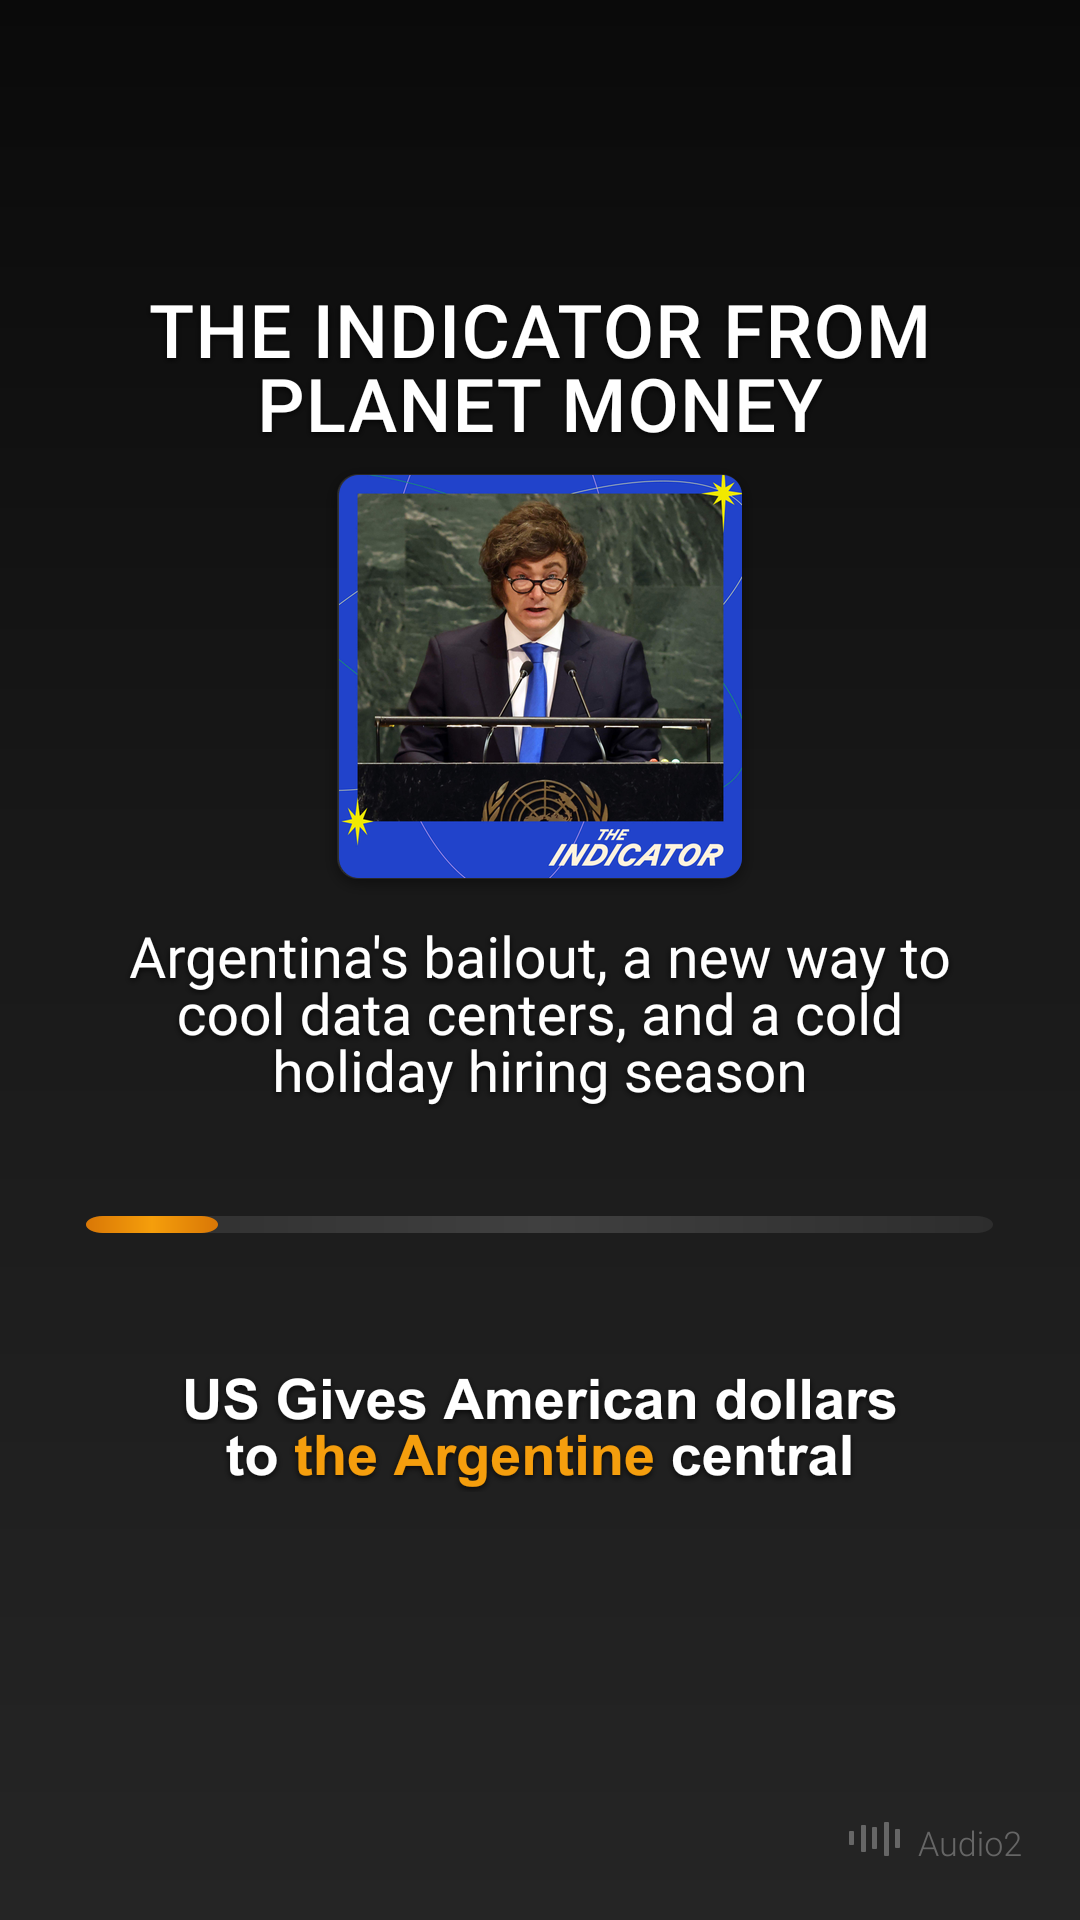 THE INDICATOR FROM
PLANET MONEY
THE
INDICATOR
Argentina's bailout, a new way to
cool data centers, and a cold
holiday hiring season
US Gives American dollars
to the Argentine central
Audio2